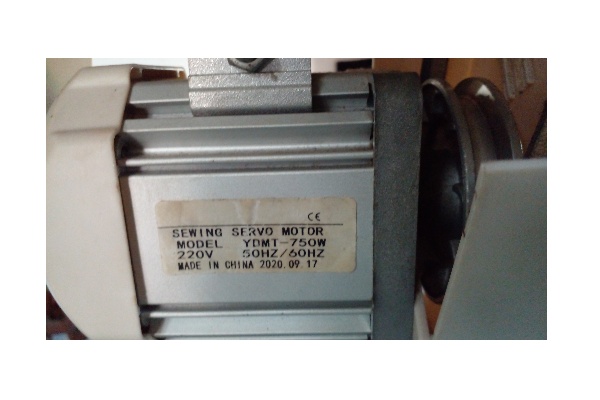 CE
SEWING SERVO MOTOR
MODEL YDMT-750W
220V 50HZ/60HZ
MADE IN CHINA 2020.09.17